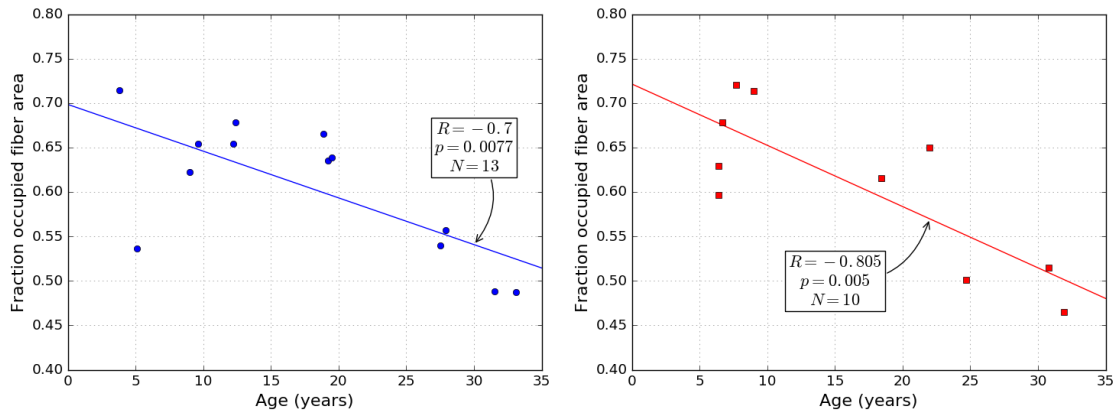 0.80
0.75
0.70
0.65
0.60
0.55
0.50
0.45
0.40
Fraction occupied fiber area
R = −0.7
p = 0.0077
N = 13
0 5 10 15 20 25 30 35
Age (years)
0.80
0.75
0.70
0.65
0.60
0.55
0.50
0.45
0.40
Fraction occupied fiber area
R = −0.805
p = 0.005
N = 10
0 5 10 15 20 25 30 35
Age (years)